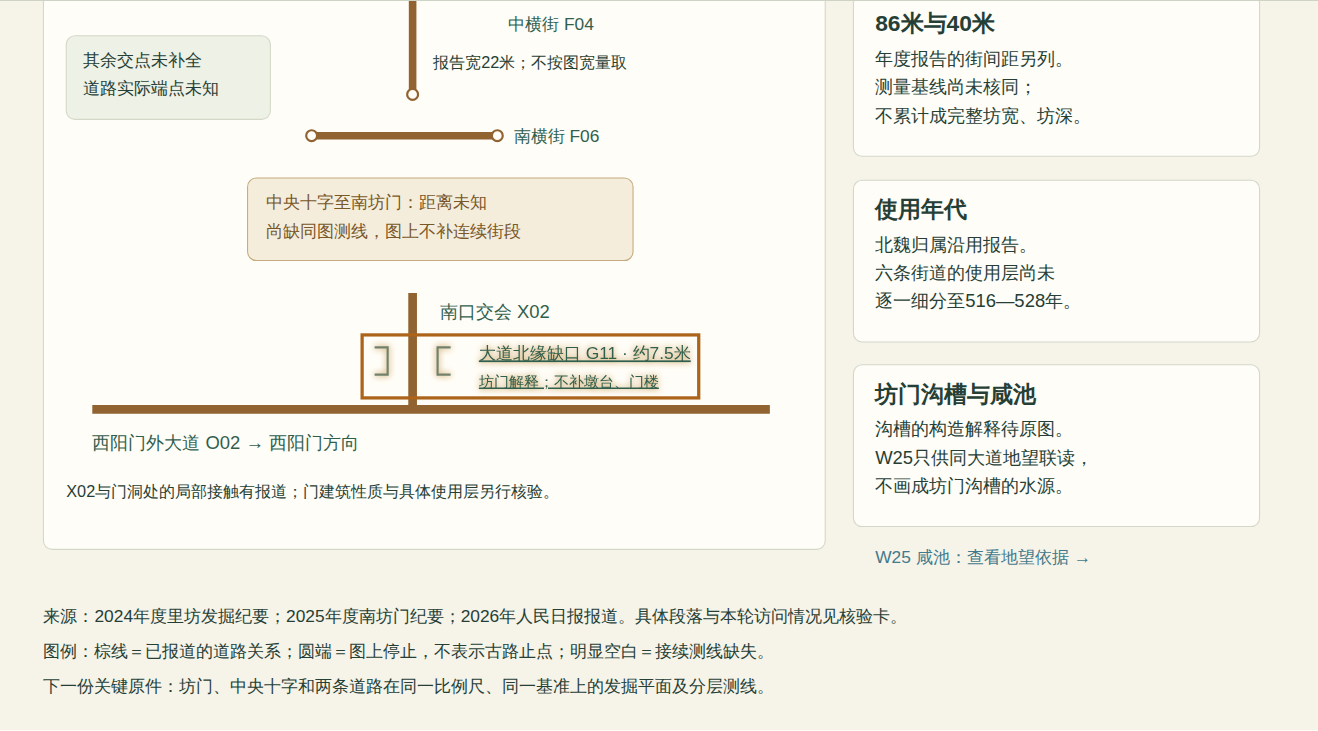 中横街 F04
报告宽22米；不按图宽量取
其余交点未补全
道路实际端点未知
南横街 F06
中央十字至南坊门：距离未知
尚缺同图测线，图上不补连续街段
南口交会 X02
大道北缘缺口 G11 · 约7.5米
坊门解释；不补墩台、门楼
西阳门外大道 O02 → 西阳门方向
X02与门洞处的局部接触有报道；门建筑性质与具体使用层另行核验。
86米与40米
年度报告的街间距另列。
测量基线尚未核同；
不累计成完整坊宽、坊深。
使用年代
北魏归属沿用报告。
六条街道的使用层尚未
逐一细分至516—528年。
坊门沟槽与咸池
沟槽的构造解释待原图。
W25只供同大道地望联读，
不画成坊门沟槽的水源。
W25 咸池：查看地望依据 →
来源：2024年度里坊发掘纪要；2025年度南坊门纪要；2026年人民日报报道。具体段落与本轮访问情况见核验卡。
图例：棕线＝已报道的道路关系；圆端＝图上停止，不表示古路止点；明显空白＝接续测线缺失。
下一份关键原件：坊门、中央十字和两条道路在同一比例尺、同一基准上的发掘平面及分层测线。